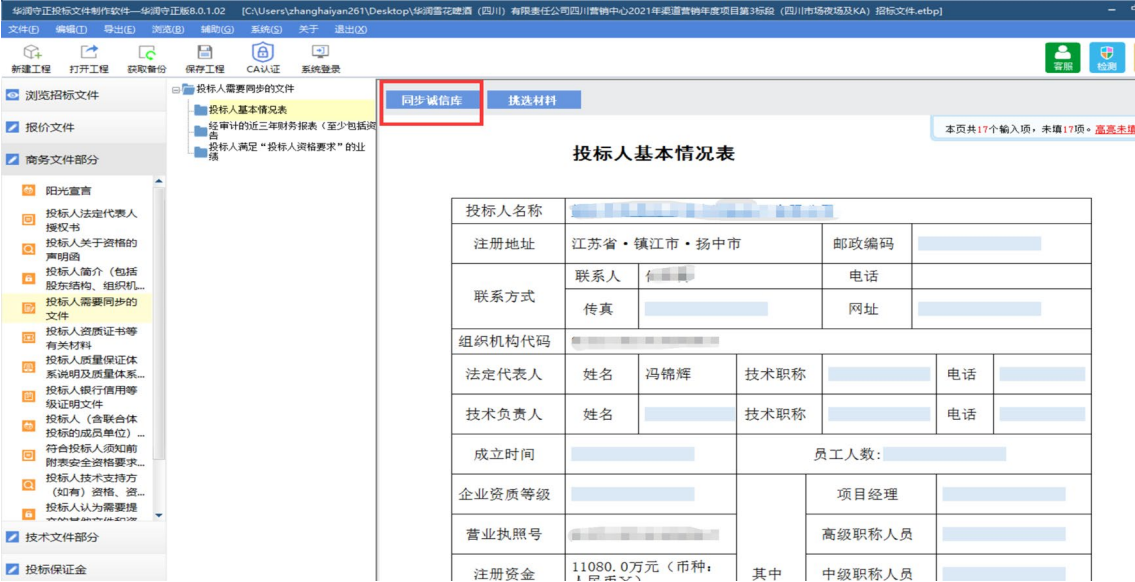 华润守正投标文件制作软件—华润守正版8.0.1.02 [C:\Users\zhanghaiyan261\Desktop\华润雪花啤酒（四川）有限责任公司四川营销中心2021年渠道营销年度项目第3标段（四川市场夜场及KA）招标文件.etbp]
文件(F) 编辑(T) 导出(E) 浏览(B) 辅助(G) 系统(S) 关于 退出(X)
新建工程 打开工程 获取备份 保存工程 CA认证 系统登录 客服 检测
浏览招标文件
报价文件
商务文件部分
阳光宣言
投标人法定代表人
授权书
投标人关于资格的
声明函
投标人简介（包括
股东结构、组织机...
投标人需要同步的
文件
投标人资质证书等
有关材料
投标人质量保证体
系说明及质量体系...
投标人银行信用等
级证明文件
投标人（含联合体
投标的成员单位）...
符合投标人须知前
附表安全资格要求...
投标人技术支持方
（如有）资格、资...
投标人认为需要提
技术文件部分
投标保证金
投标人需要同步的文件
投标人基本情况表
经审计的近三年财务报表（至少包括资
告
投标人满足“投标人资格要求”的业
绩
同步诚信库 挑选材料
本页共17个输入项，未填17项。高亮未填
投标人基本情况表
投标人名称
注册地址 江苏省·镇江市·扬中市 邮政编码
联系方式 联系人 电话
传真 网址
组织机构代码
法定代表人 姓名 冯锦辉 技术职称 电话
技术负责人 姓名 技术职称 电话
成立时间 员工人数:
企业资质等级 项目经理
营业执照号 高级职称人员
注册资金 11080.0万元（币种:
其中 中级职称人员